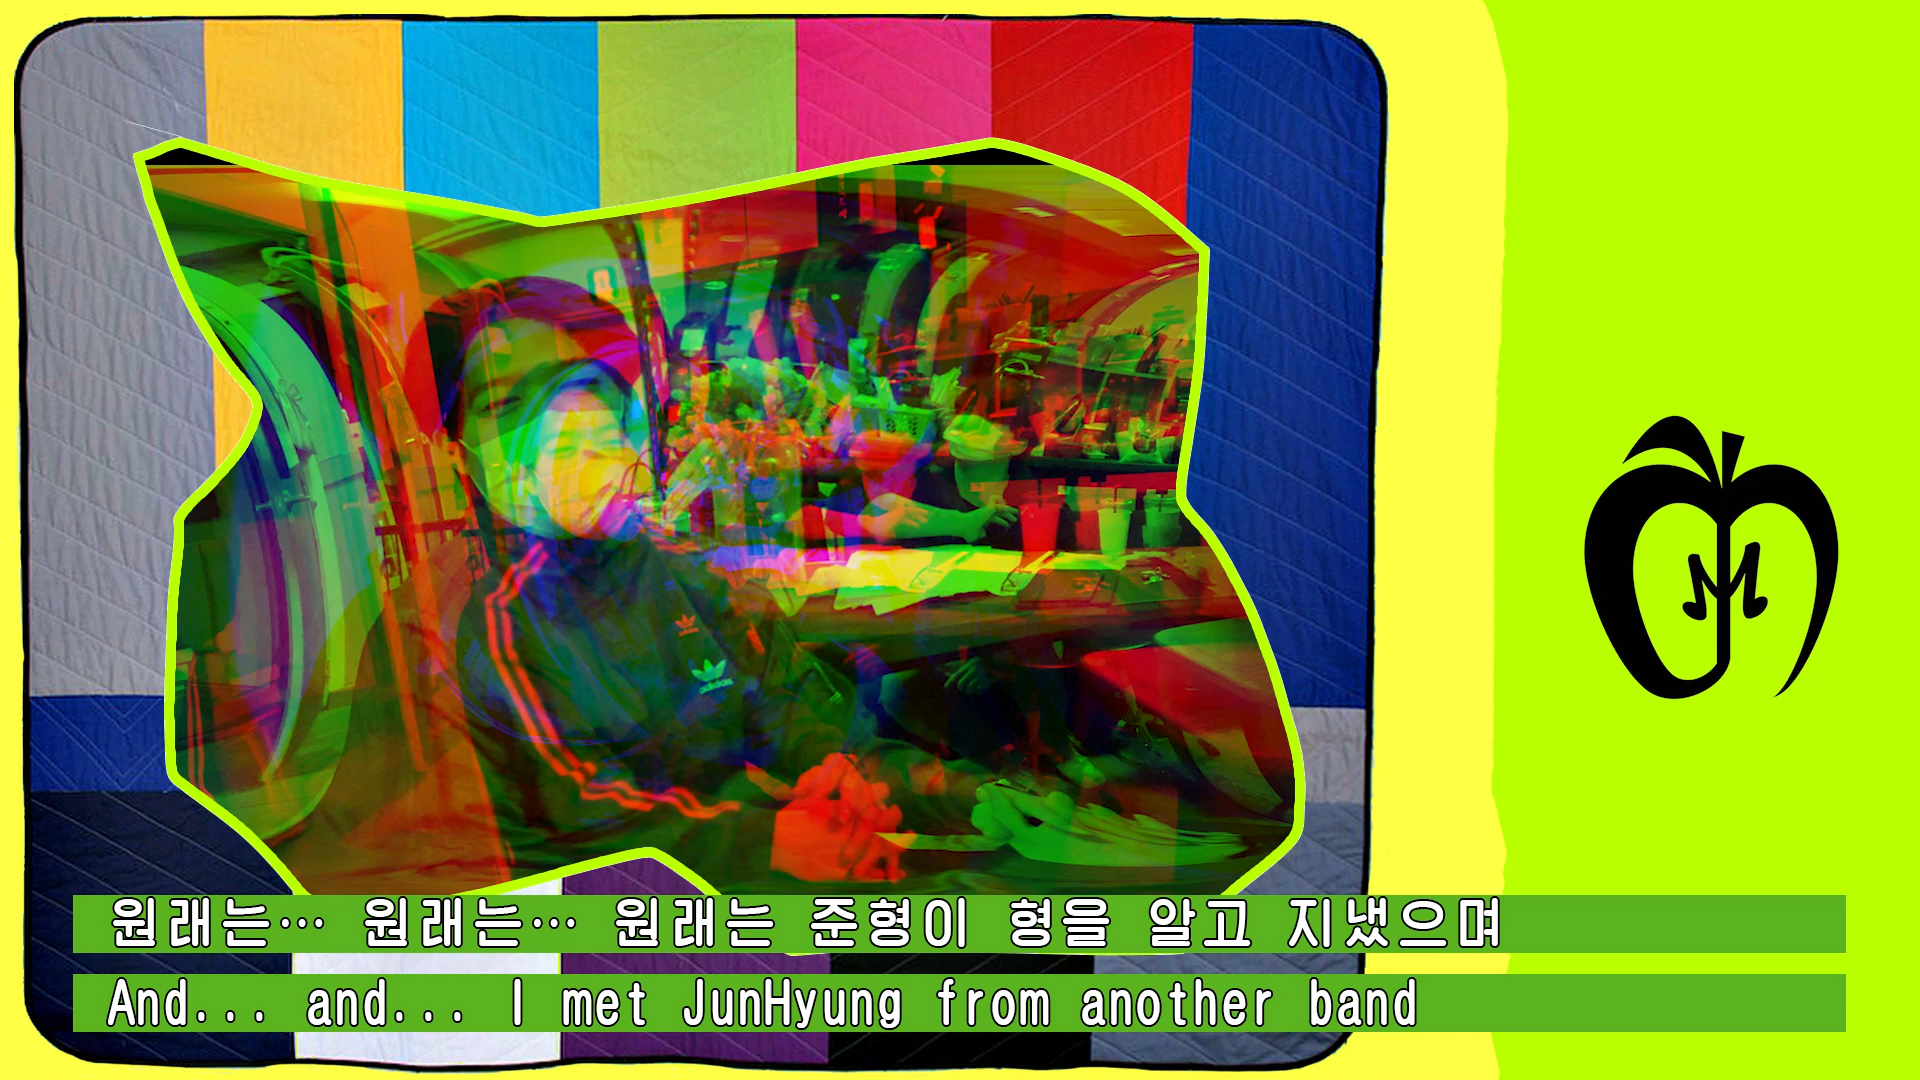 adidas
원래는… 원래는… 원래는 준형이 형을 알고 지냈으며
And... and... I met JunHyung from another band